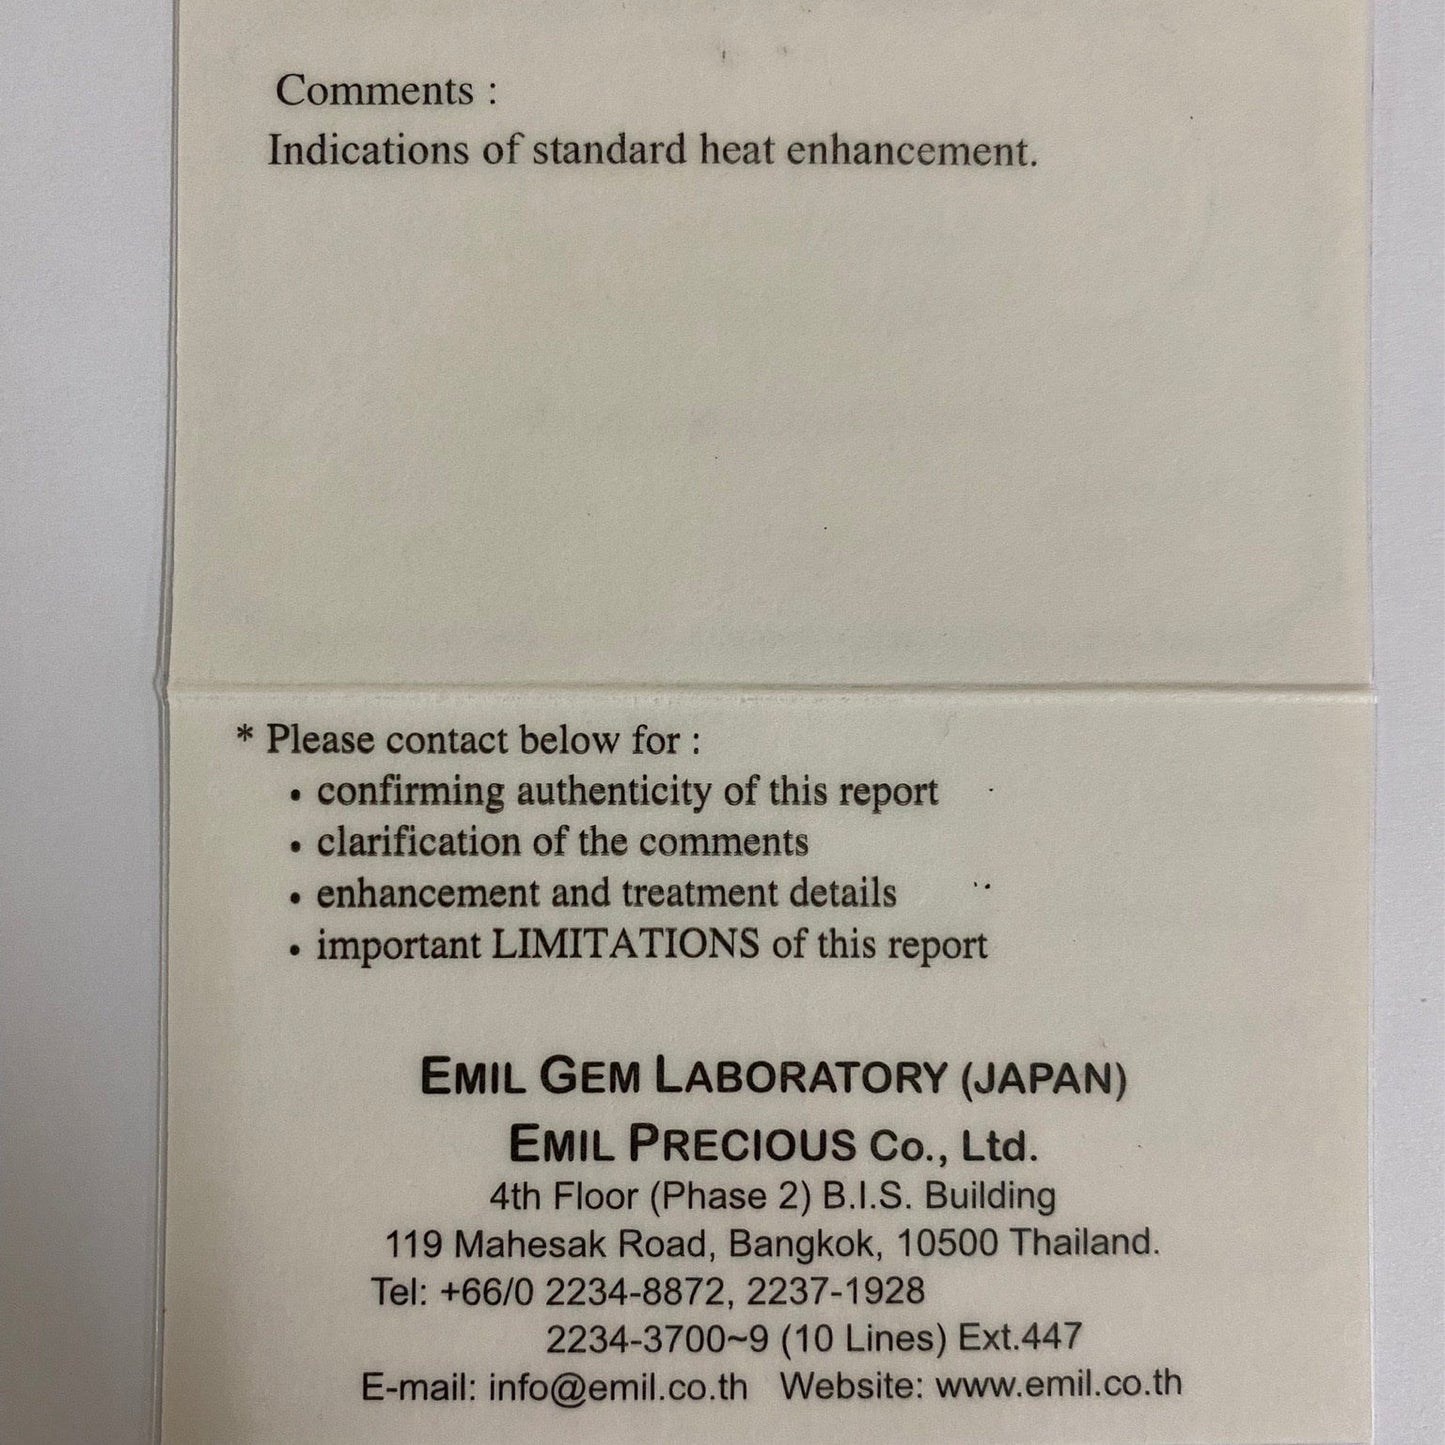 Comments :
Indications of standard heat enhancement.
* Please contact below for :
• confirming authenticity of this report
• clarification of the comments
• enhancement and treatment details
• important LIMITATIONS of this report
EMIL GEM LABORATORY (JAPAN)
EMIL PRECIOUS Co., Ltd.
4th Floor (Phase 2) B.I.S. Building
119 Mahesak Road, Bangkok, 10500 Thailand.
Tel: +66/0 2234-8872, 2237-1928
2234-3700~9 (10 Lines) Ext.447
E-mail: info@emil.co.th Website: www.emil.co.th